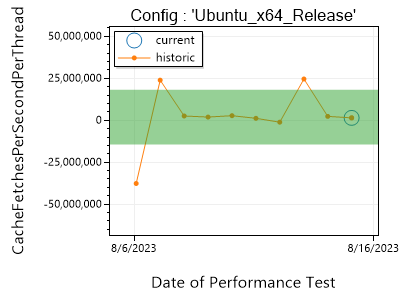 Config : 'Ubuntu_x64_Release'
CacheFetchesPerSecondPerThread
50,000,000
25,000,000
0
-25,000,000
-50,000,000
current
historic
8/6/2023
8/16/2023
Date of Performance Test